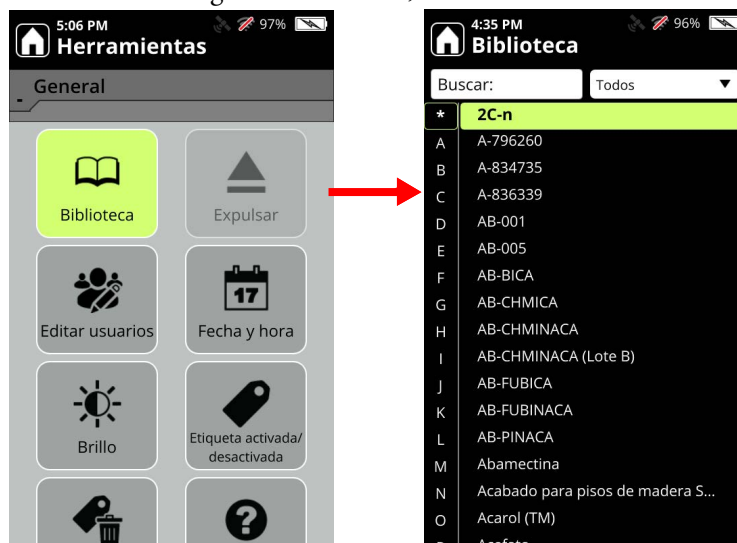 5:06 PM
97%
Herramientas
General
Biblioteca
Expulsar
Editar usuarios
17
Fecha y hora
Brillo
Etiqueta activada/
desactivada
?
4:35 PM
96%
Biblioteca
Buscar:
Todos
* 2C-n
A A-796260
B A-834735
C A-836339
D AB-001
E AB-005
F AB-BICA
G AB-CHMICA
H AB-CHMINACA
I AB-CHMINACA (Lote B)
J AB-FUBICA
K AB-FUBINACA
L AB-PINACA
M Abamectina
N Acabado para pisos de madera S...
O Acarol (TM)